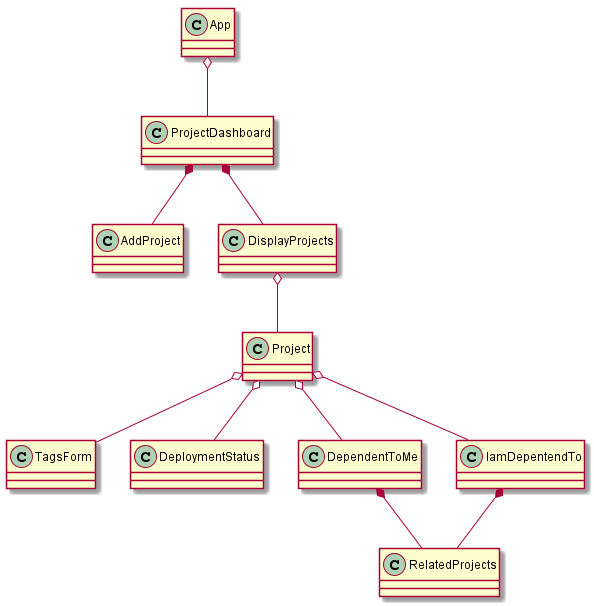 C App
C ProjectDashboard
C AddProject
C DisplayProjects
C Project
C TagsForm
C DeploymentStatus
C DependentToMe
C IamDepentendTo
C RelatedProjects